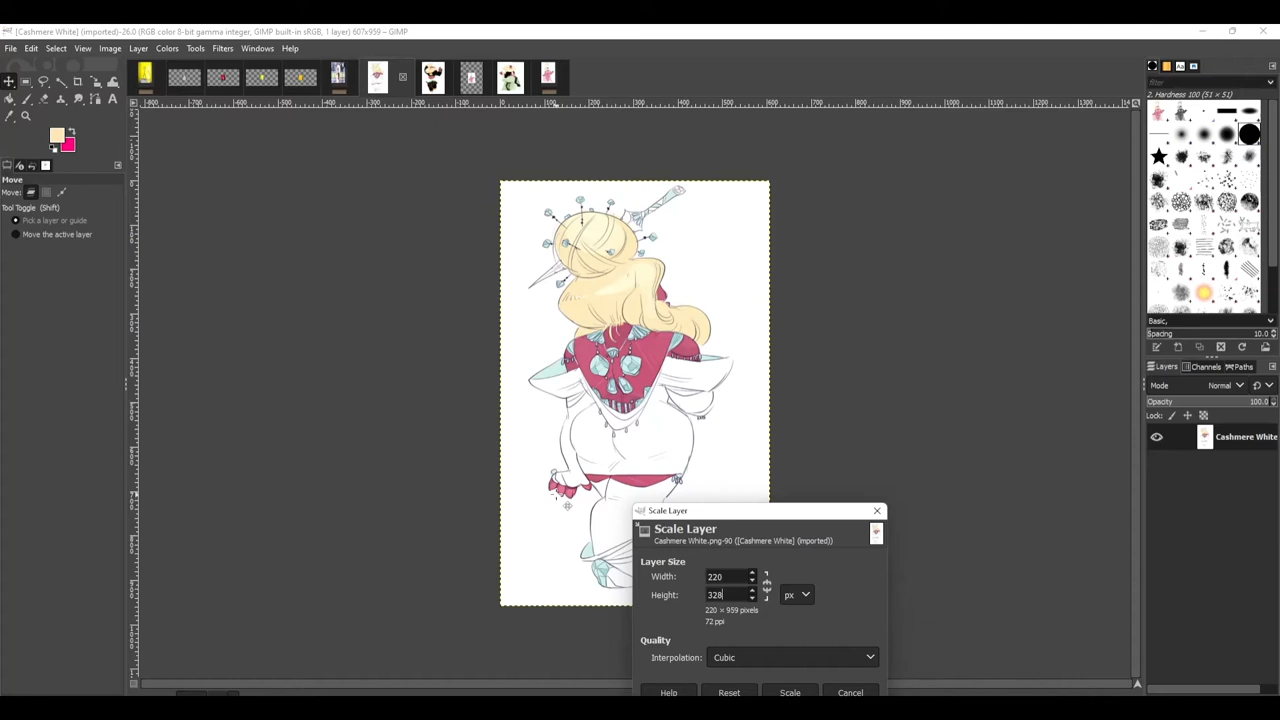 [Cashmere White] (imported)-26.0 (RGB color 8-bit gamma integer, GIMP built-in sRGB, 1 layer) 607x959 – GIMP
File Edit Select View Image Layer Colors Tools Filters Windows Help
Move
Move:
Tool Toggle (Shift)
Pick a layer or guide
Move the active layer
filter
2. Hardness 100 (51 × 51)
Basic,
Spacing 10.0
Layers Channels Paths
Mode Normal
Opacity 100.0
Lock:
Cashmere White
Scale Layer
Scale Layer
Cashmere White.png-90 ([Cashmere White] (imported))
Layer Size
Width: 220
Height: 328 px
220 × 959 pixels
72 ppi
Quality
Interpolation: Cubic
Help Reset Scale Cancel